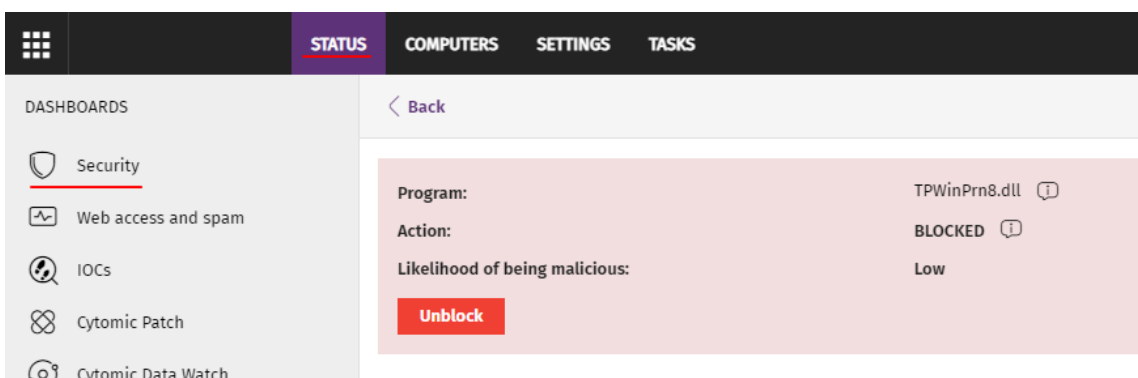 STATUS COMPUTERS SETTINGS TASKS
DASHBOARDS
Back
Security
Program: TPWinPrn8.dll
Web access and spam
Action: BLOCKED
IOCs
Likelihood of being malicious: Low
Cytomic Patch
Unblock
Cytomic Data Watch